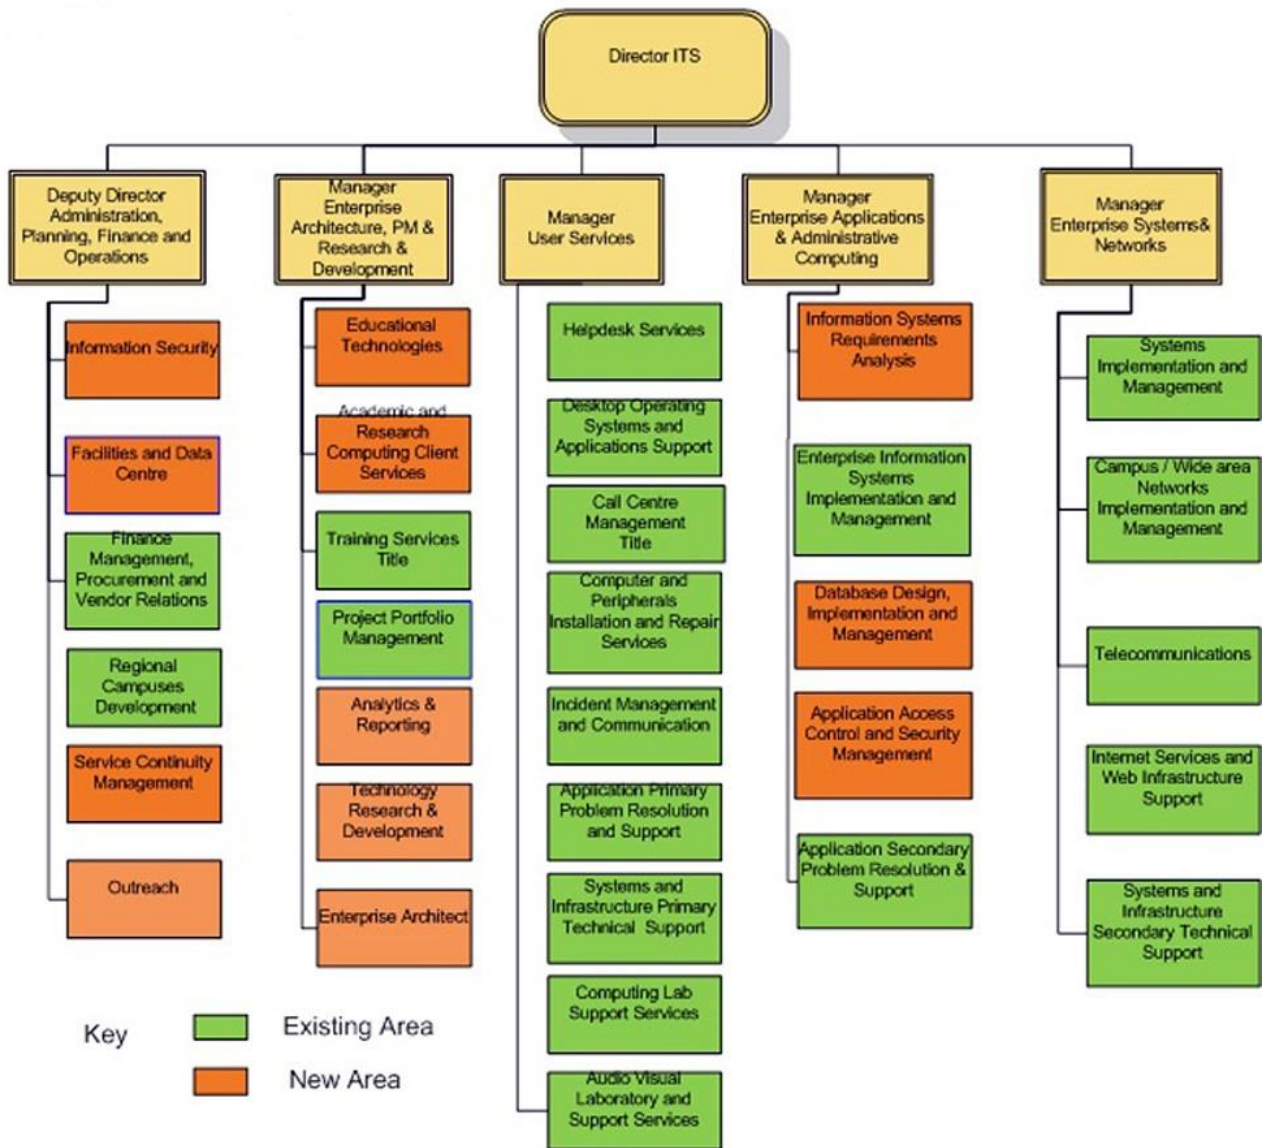 Director ITS
Deputy Director
Administration,
Planning, Finance and
Operations
Manager
Enterprise
Architecture, PM &
Research &
Development
Manager
User Services
Manager
Enterprise Applications
& Administrative
Computing
Manager
Enterprise Systems&
Networks
Information Security
Facilities and Data
Centre
Finance
Management,
Procurement and
Vendor Relations
Regional
Campuses
Development
Service Continuity
Management
Outreach
Educational
Technologies
Academic and
Research
Computing Client
Services
Training Services
Title
Project Portfolio
Management
Analytics &
Reporting
Technology
Research &
Development
Enterprise Architect
Helpdesk Services
Desktop Operating
Systems and
Applications Support
Call Centre
Management
Title
Computer and
Peripherals
Installation and Repair
Services
Incident Management
and Communication
Application Primary
Problem Resolution
and Support
Systems and
Infrastructure Primary
Technical Support
Computing Lab
Support Services
Audio Visual
Laboratory and
Support Services
Information Systems
Requirements
Analysis
Enterprise Information
Systems
Implementation and
Management
Database Design,
Implementation and
Management
Application Access
Control and Security
Management
Application Secondary
Problem Resolution &
Support
Systems
Implementation and
Management
Campus / Wide area
Networks
Implementation and
Management
Telecommunications
Internet Services and
Web Infrastructure
Support
Systems and
Infrastructure
Secondary Technical
Support
Key
Existing Area
New Area